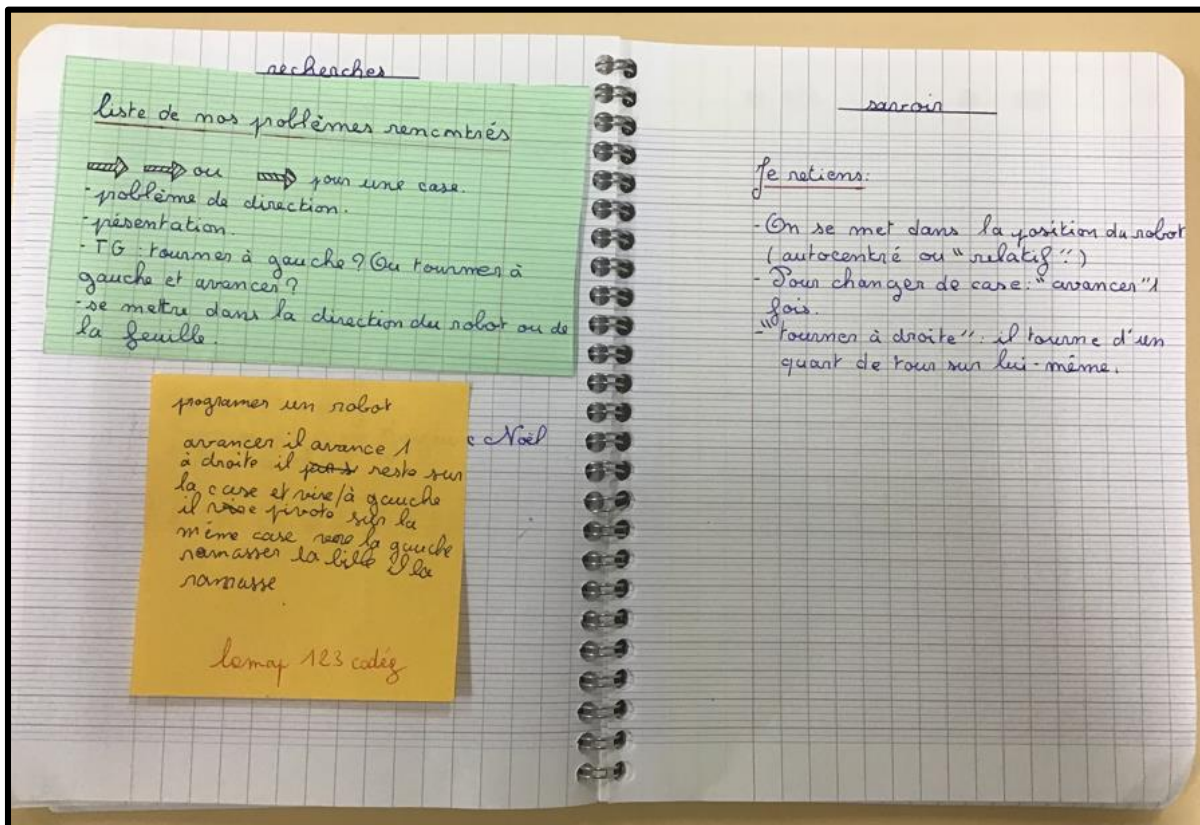 recherches
liste de nos problèmes rencontrés
ou pour une case.
- problème de direction.
- présentation.
- TG : tourner à gauche ? Ou tourner à
gauche et avancer ?
- se mettre dans la direction du robot ou de
la feuille.
programer un robot
avancer il avance 1
à droite il reste sur
la case et vire/à gauche
il pivote sur la
même case vers la gauche
ramasser la bille il la
ramasse
lamap 123 codéz
Noël
savoir
Je retiens:
- On se met dans la position du robot
(autocentré ou "relatif":)
- Pour changer de case: "avancer" 1
fois.
- "tourner à droite": il tourne d'un
quart de tour sur lui-même.